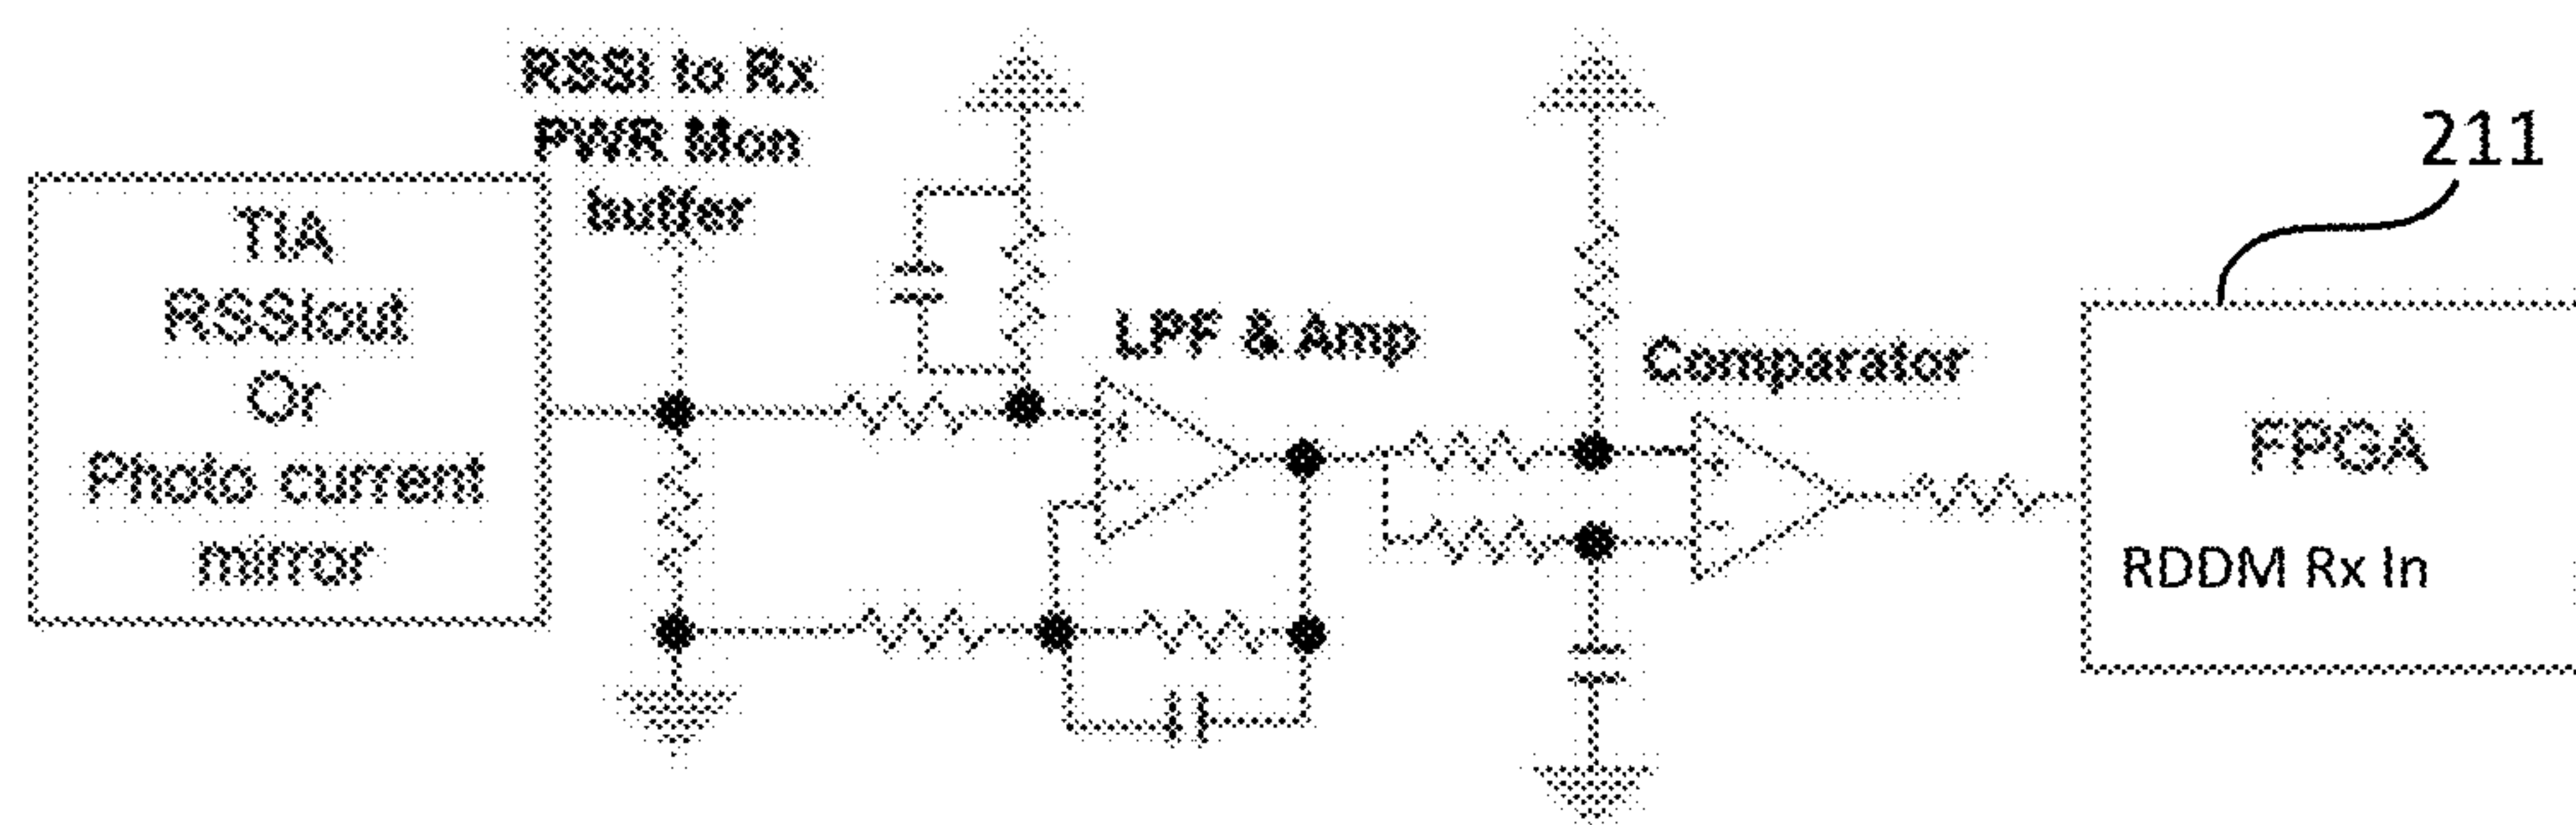 RSSI to Rx
PWR Mon
buffer
TIA
RSSIout
Or
Photo current
mirror
LPF & Amp
+
-
Comparator
+
-
211
FPGA
RDDM Rx In